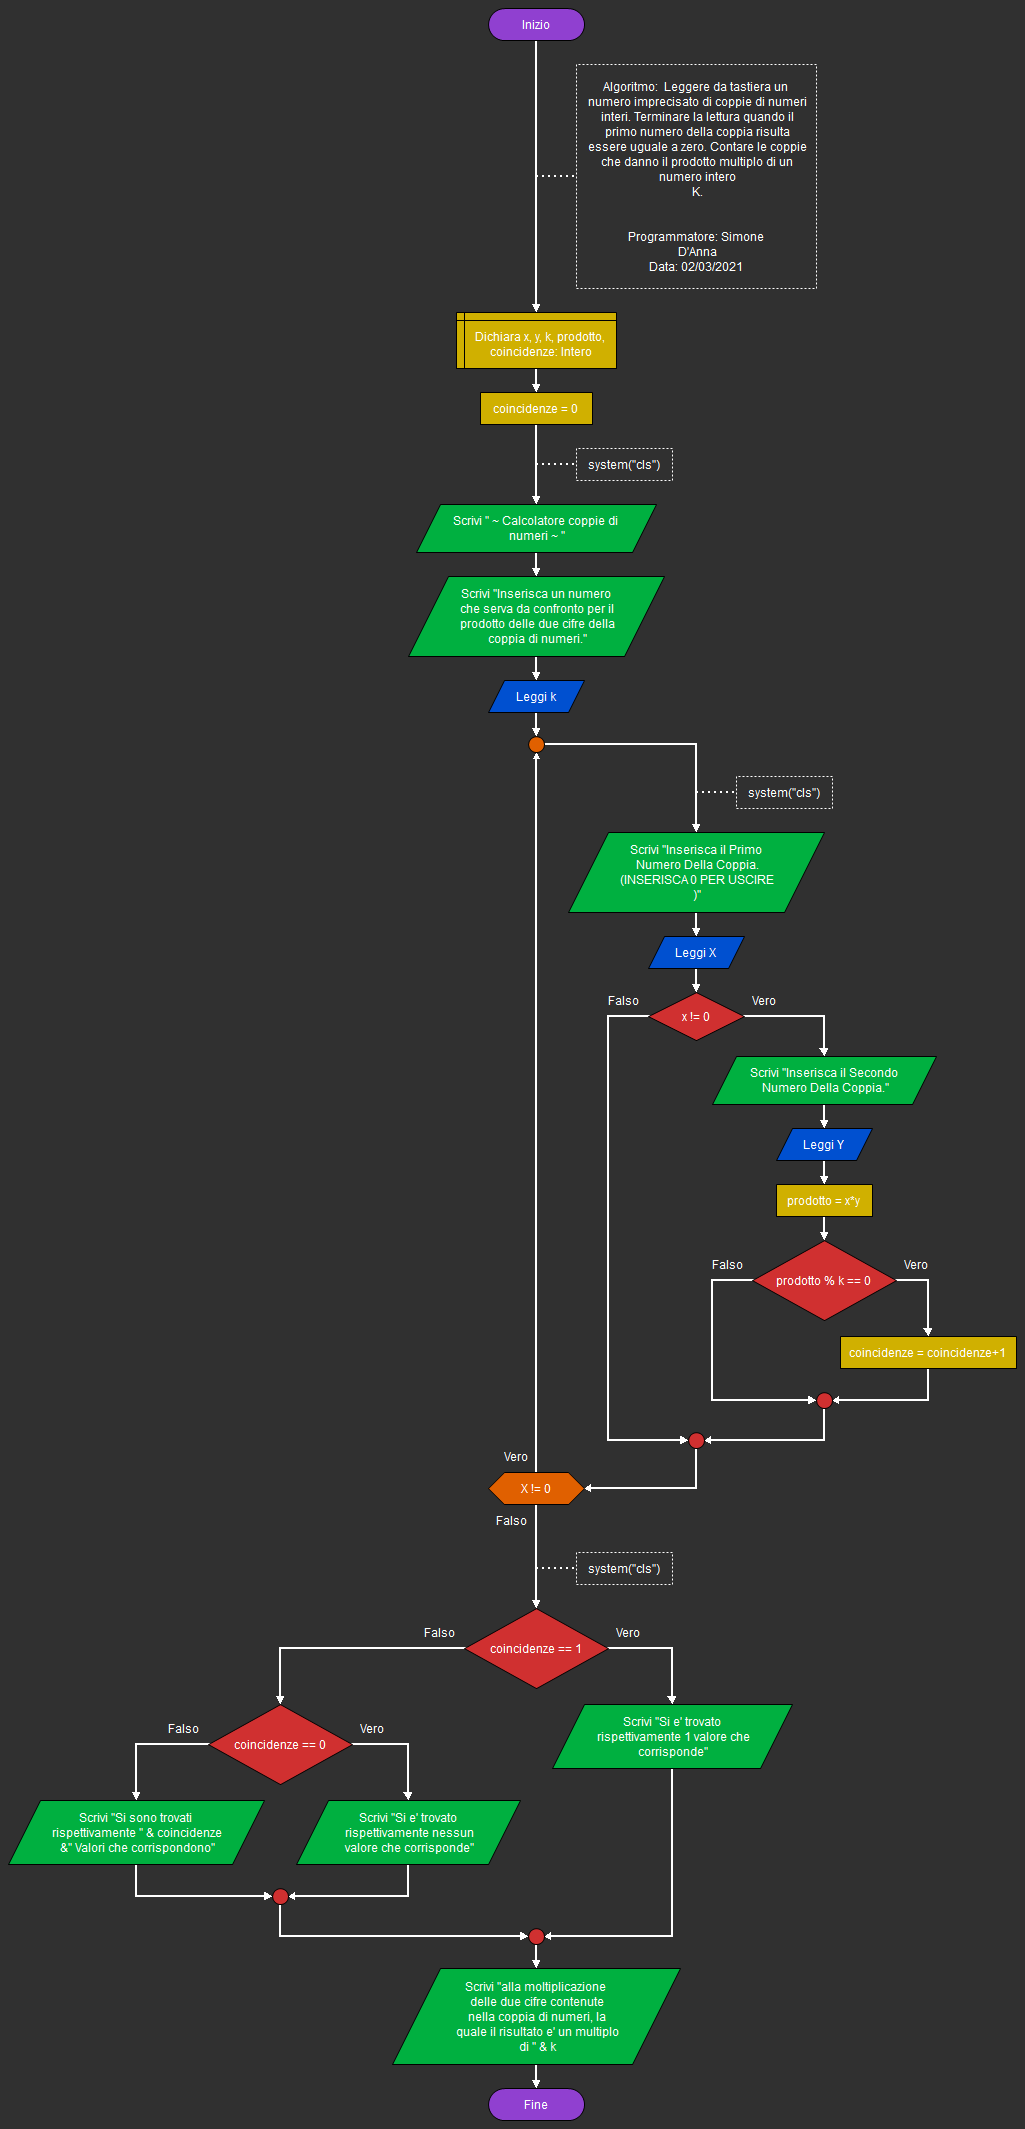 Inizio
Algoritmo:  Leggere da tastiera un
numero imprecisato di coppie di numeri
interi. Terminare la lettura quando il
primo numero della coppia risulta
essere uguale a zero. Contare le coppie
che danno il prodotto multiplo di un
numero intero
K.
Programmatore: Simone
D'Anna
Data: 02/03/2021
Dichiara x, y, k, prodotto,
coincidenze: Intero
coincidenze = 0
system("cls")
Scrivi " ~ Calcolatore coppie di
numeri ~ "
Scrivi "Inserisca un numero
che serva da confronto per il
prodotto delle due cifre della
coppia di numeri."
Leggi k
system("cls")
Scrivi "Inserisca il Primo
Numero Della Coppia.
(INSERISCA 0 PER USCIRE
)"
Leggi X
Falso
Vero
x != 0
Scrivi "Inserisca il Secondo
Numero Della Coppia."
Leggi Y
prodotto = x*y
Falso
Vero
prodotto % k == 0
coincidenze = coincidenze+1
Vero
X != 0
Falso
system("cls")
Falso
Vero
coincidenze == 1
Falso
Vero
coincidenze == 0
Scrivi "Si e' trovato
rispettivamente 1 valore che
corrisponde"
Scrivi "Si sono trovati
rispettivamente " & coincidenze
&" Valori che corrispondono"
Scrivi "Si e' trovato
rispettivamente nessun
valore che corrisponde"
Scrivi "alla moltiplicazione
delle due cifre contenute
nella coppia di numeri, la
quale il risultato e' un multiplo
di " & k
Fine